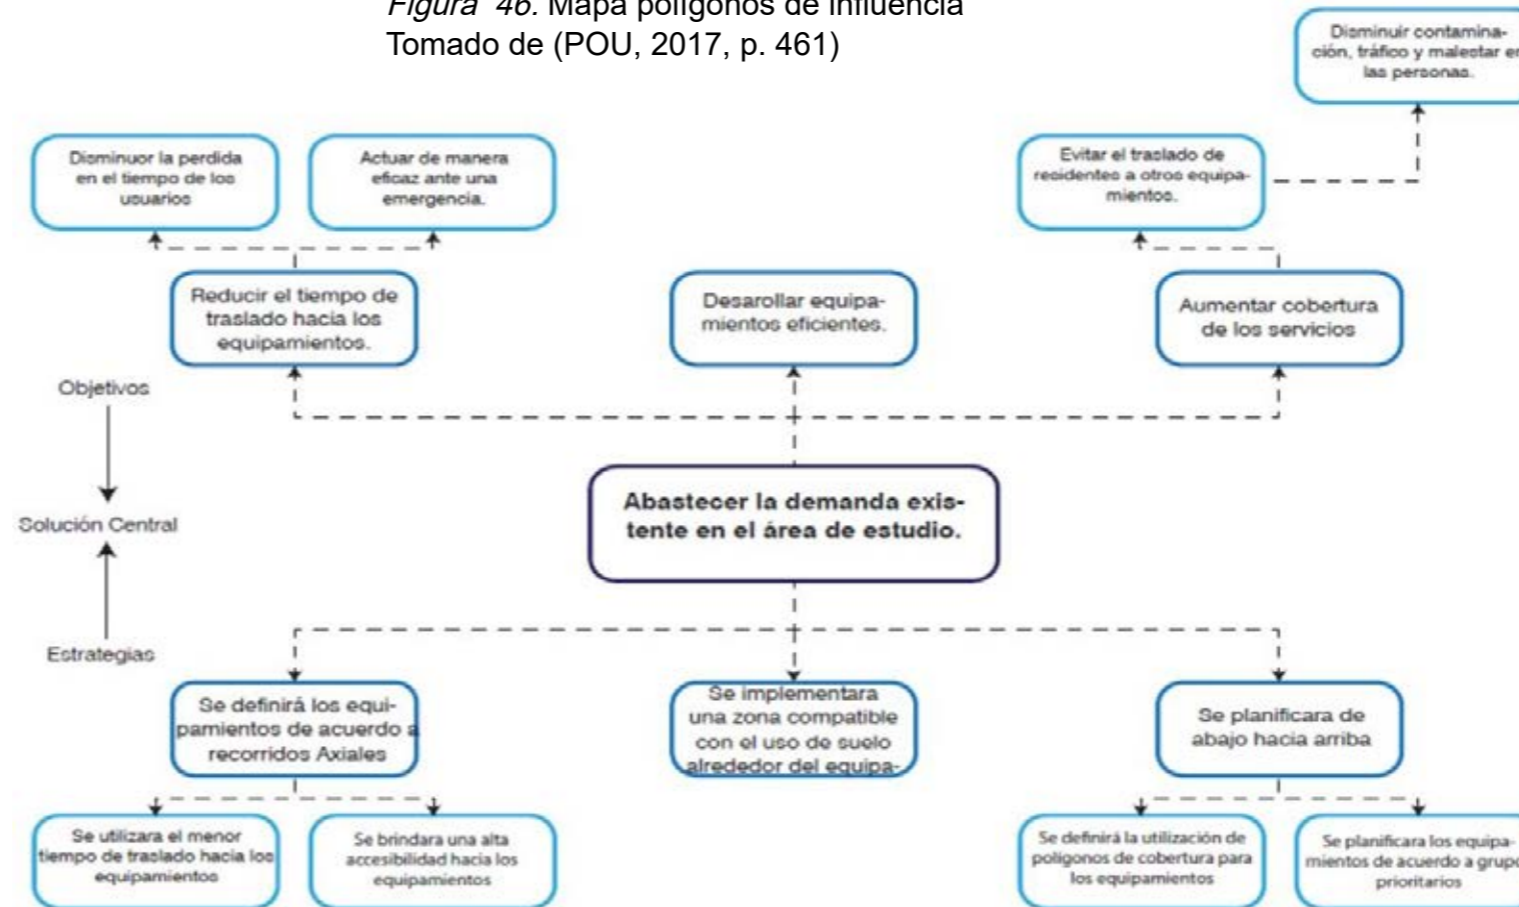 Figura 46. Mapa polígonos de influencia
Tomado de (POU, 2017, p. 461)
Disminuir contamina-
ción, tráfico y malestar en
las personas.
Disminuor la perdida
en el tiempo de los
usuarios
Actuar de manera
eficaz ante una
emergencia.
Evitar el traslado de
residentes a otros equipa-
mientos.
Reducir el tiempo de
traslado hacia los
equipamientos.
Desarollar equipa-
mientos eficientes.
Aumentar cobertura
de los servicios
Objetivos
Solución Central
Estrategias
Abastecer la demanda exis-
tente en el área de estudio.
Se definirá los equi-
pamientos de acuerdo a
recorridos Axiales
Se implementara
una zona compatible
con el uso de suelo
alrededor del equipa-
Se planificara de
abajo hacia arriba
Se utilizara el menor
tiempo de traslado hacia los
equipamientos
Se brindara una alta
accesibilidad hacia los
equipamientos
Se definirá la utilización de
polígonos de cobertura para
los equipamientos
Se planificara los equipa-
mientos de acuerdo a grupo
prioritarios